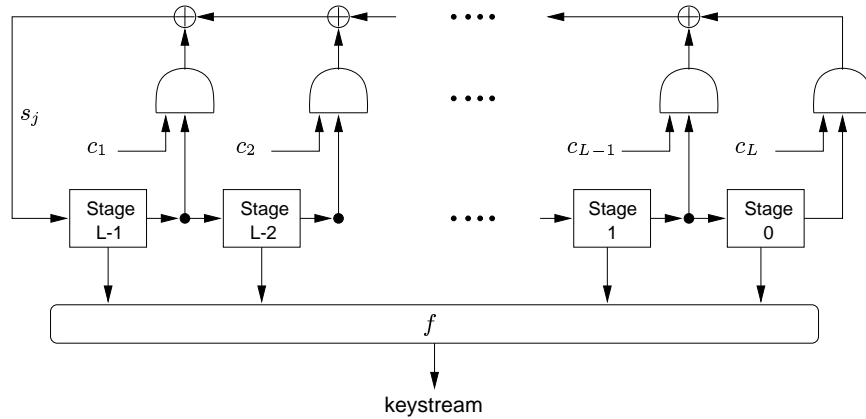 s_j
c_1 c_2 c_{L-1} c_L
Stage L-1
Stage L-2
Stage 1
Stage 0
f
keystream